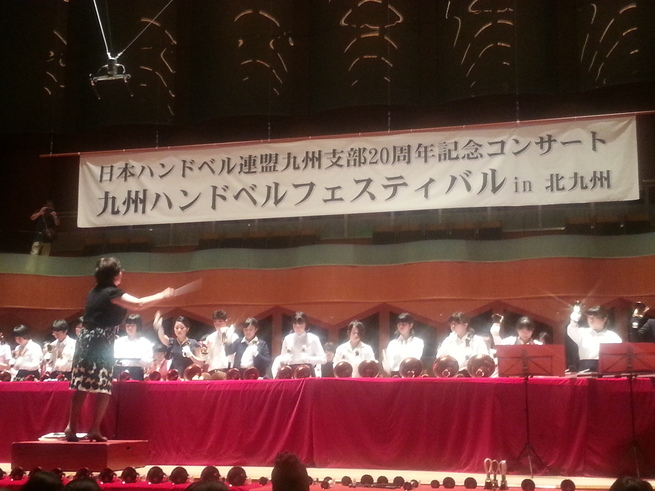 日本ハンドベル連盟九州支部20周年記念コンサート
九州ハンドベルフェスティバル in 北九州